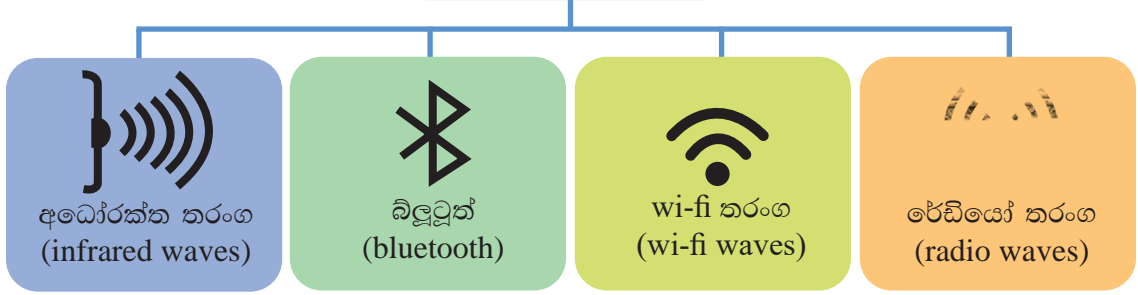 අධෝරක්ත තරංග
(infrared waves)
බ්ලූටූත්
(bluetooth)
wi-fi තරංග
(wi-fi waves)
රේඩියෝ තරංග
(radio waves)